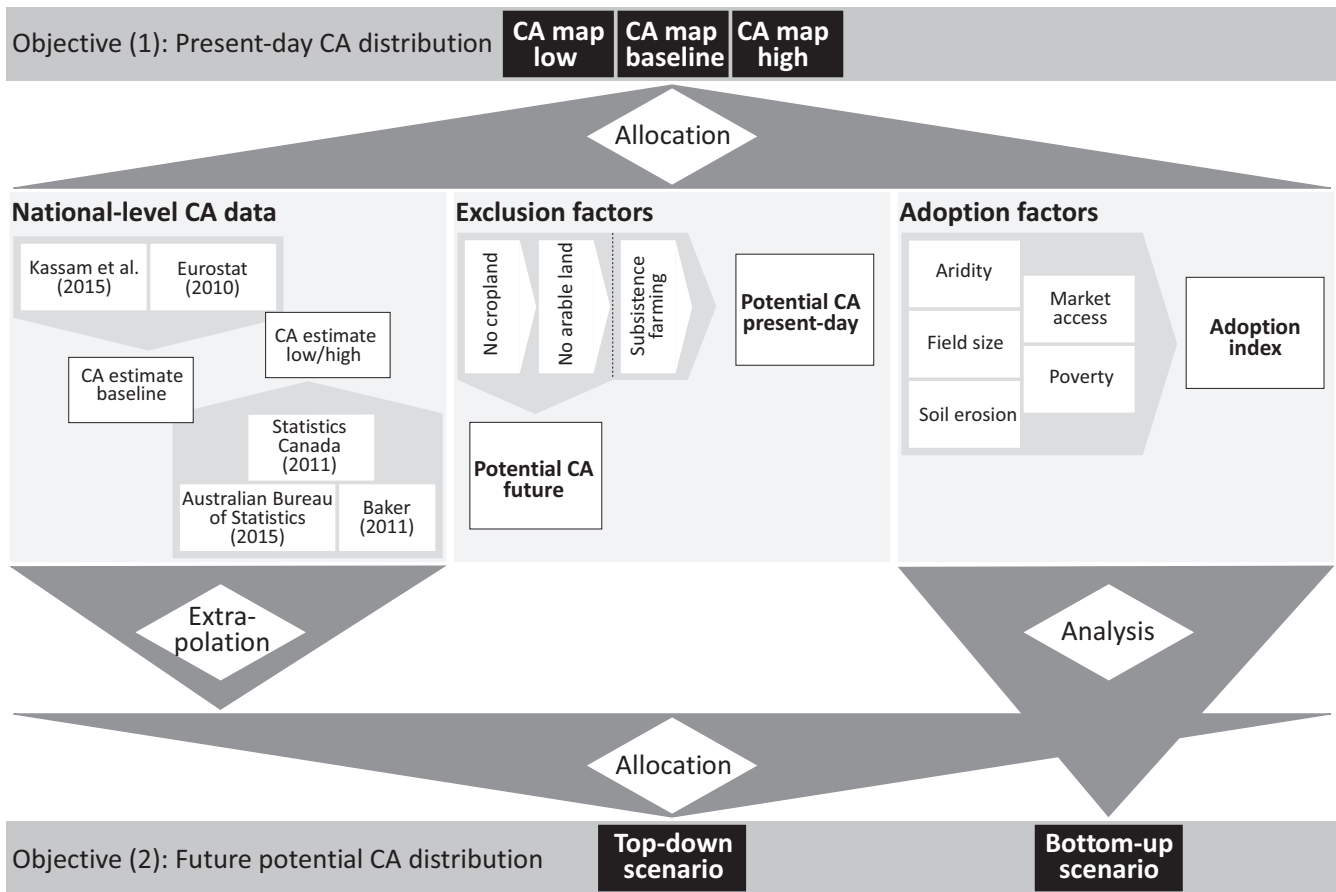 Objective (1): Present-day CA distribution
CA map
low
CA map
baseline
CA map
high
Allocation
National-level CA data
Kassam et al.
(2015)
Eurostat
(2010)
CA estimate
low/high
CA estimate
baseline
Statistics
Canada
(2011)
Australian Bureau
of Statistics
(2015)
Baker
(2011)
Exclusion factors
No cropland
No arable land
Subsistence
farming
Potential CA
present-day
Potential CA
future
Adoption factors
Aridity
Field size
Soil erosion
Market
access
Poverty
Adoption
index
Extra-
polation
Analysis
Allocation
Objective (2): Future potential CA distribution
Top-down
scenario
Bottom-up
scenario